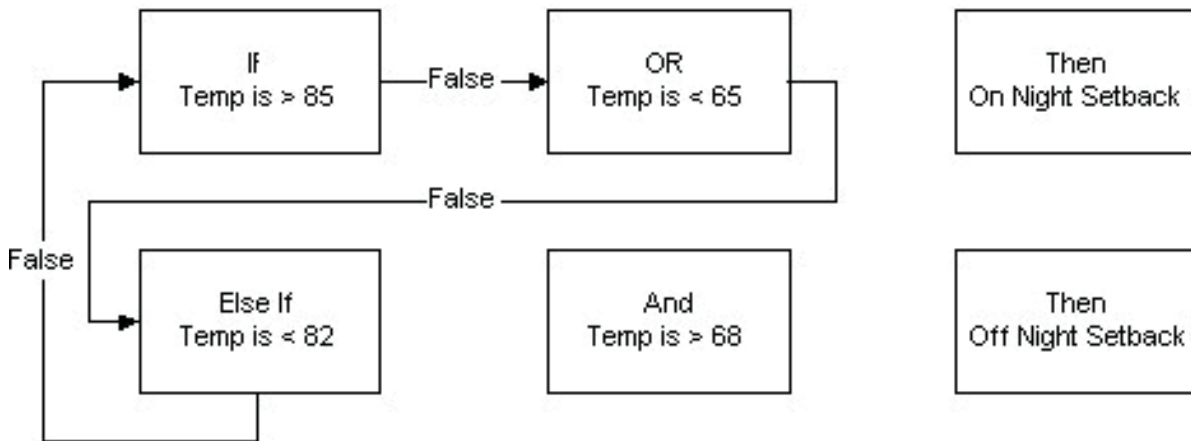 If
Temp is > 85
False
OR
Temp is < 65
Then
On Night Setback
False
False
Else If
Temp is < 82
And
Temp is > 68
Then
Off Night Setback